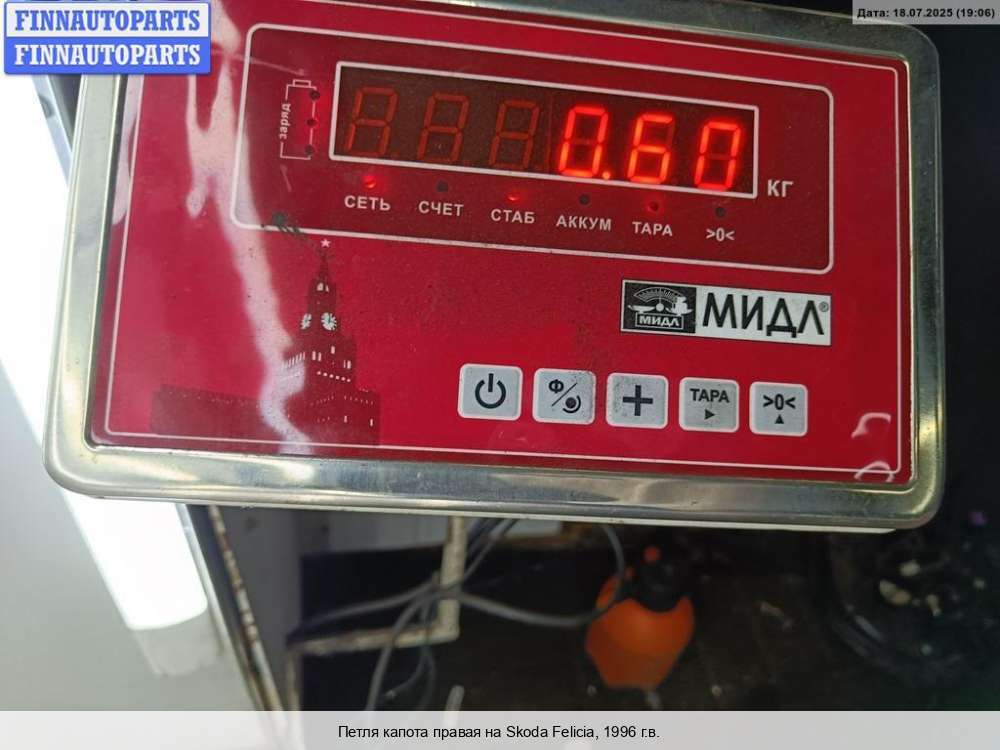 FINNAUTOPARTS
FINNAUTOPARTS
Дата: 18.07.2025 (19:06)
заряд
0.60
КГ
СЕТЬ СЧЕТ СТАБ АККУМ ТАРА >0<
МИДЛ МИДЛ®
Ф ТАРА >0<
Петля капота правая на Skoda Felicia, 1996 г.в.